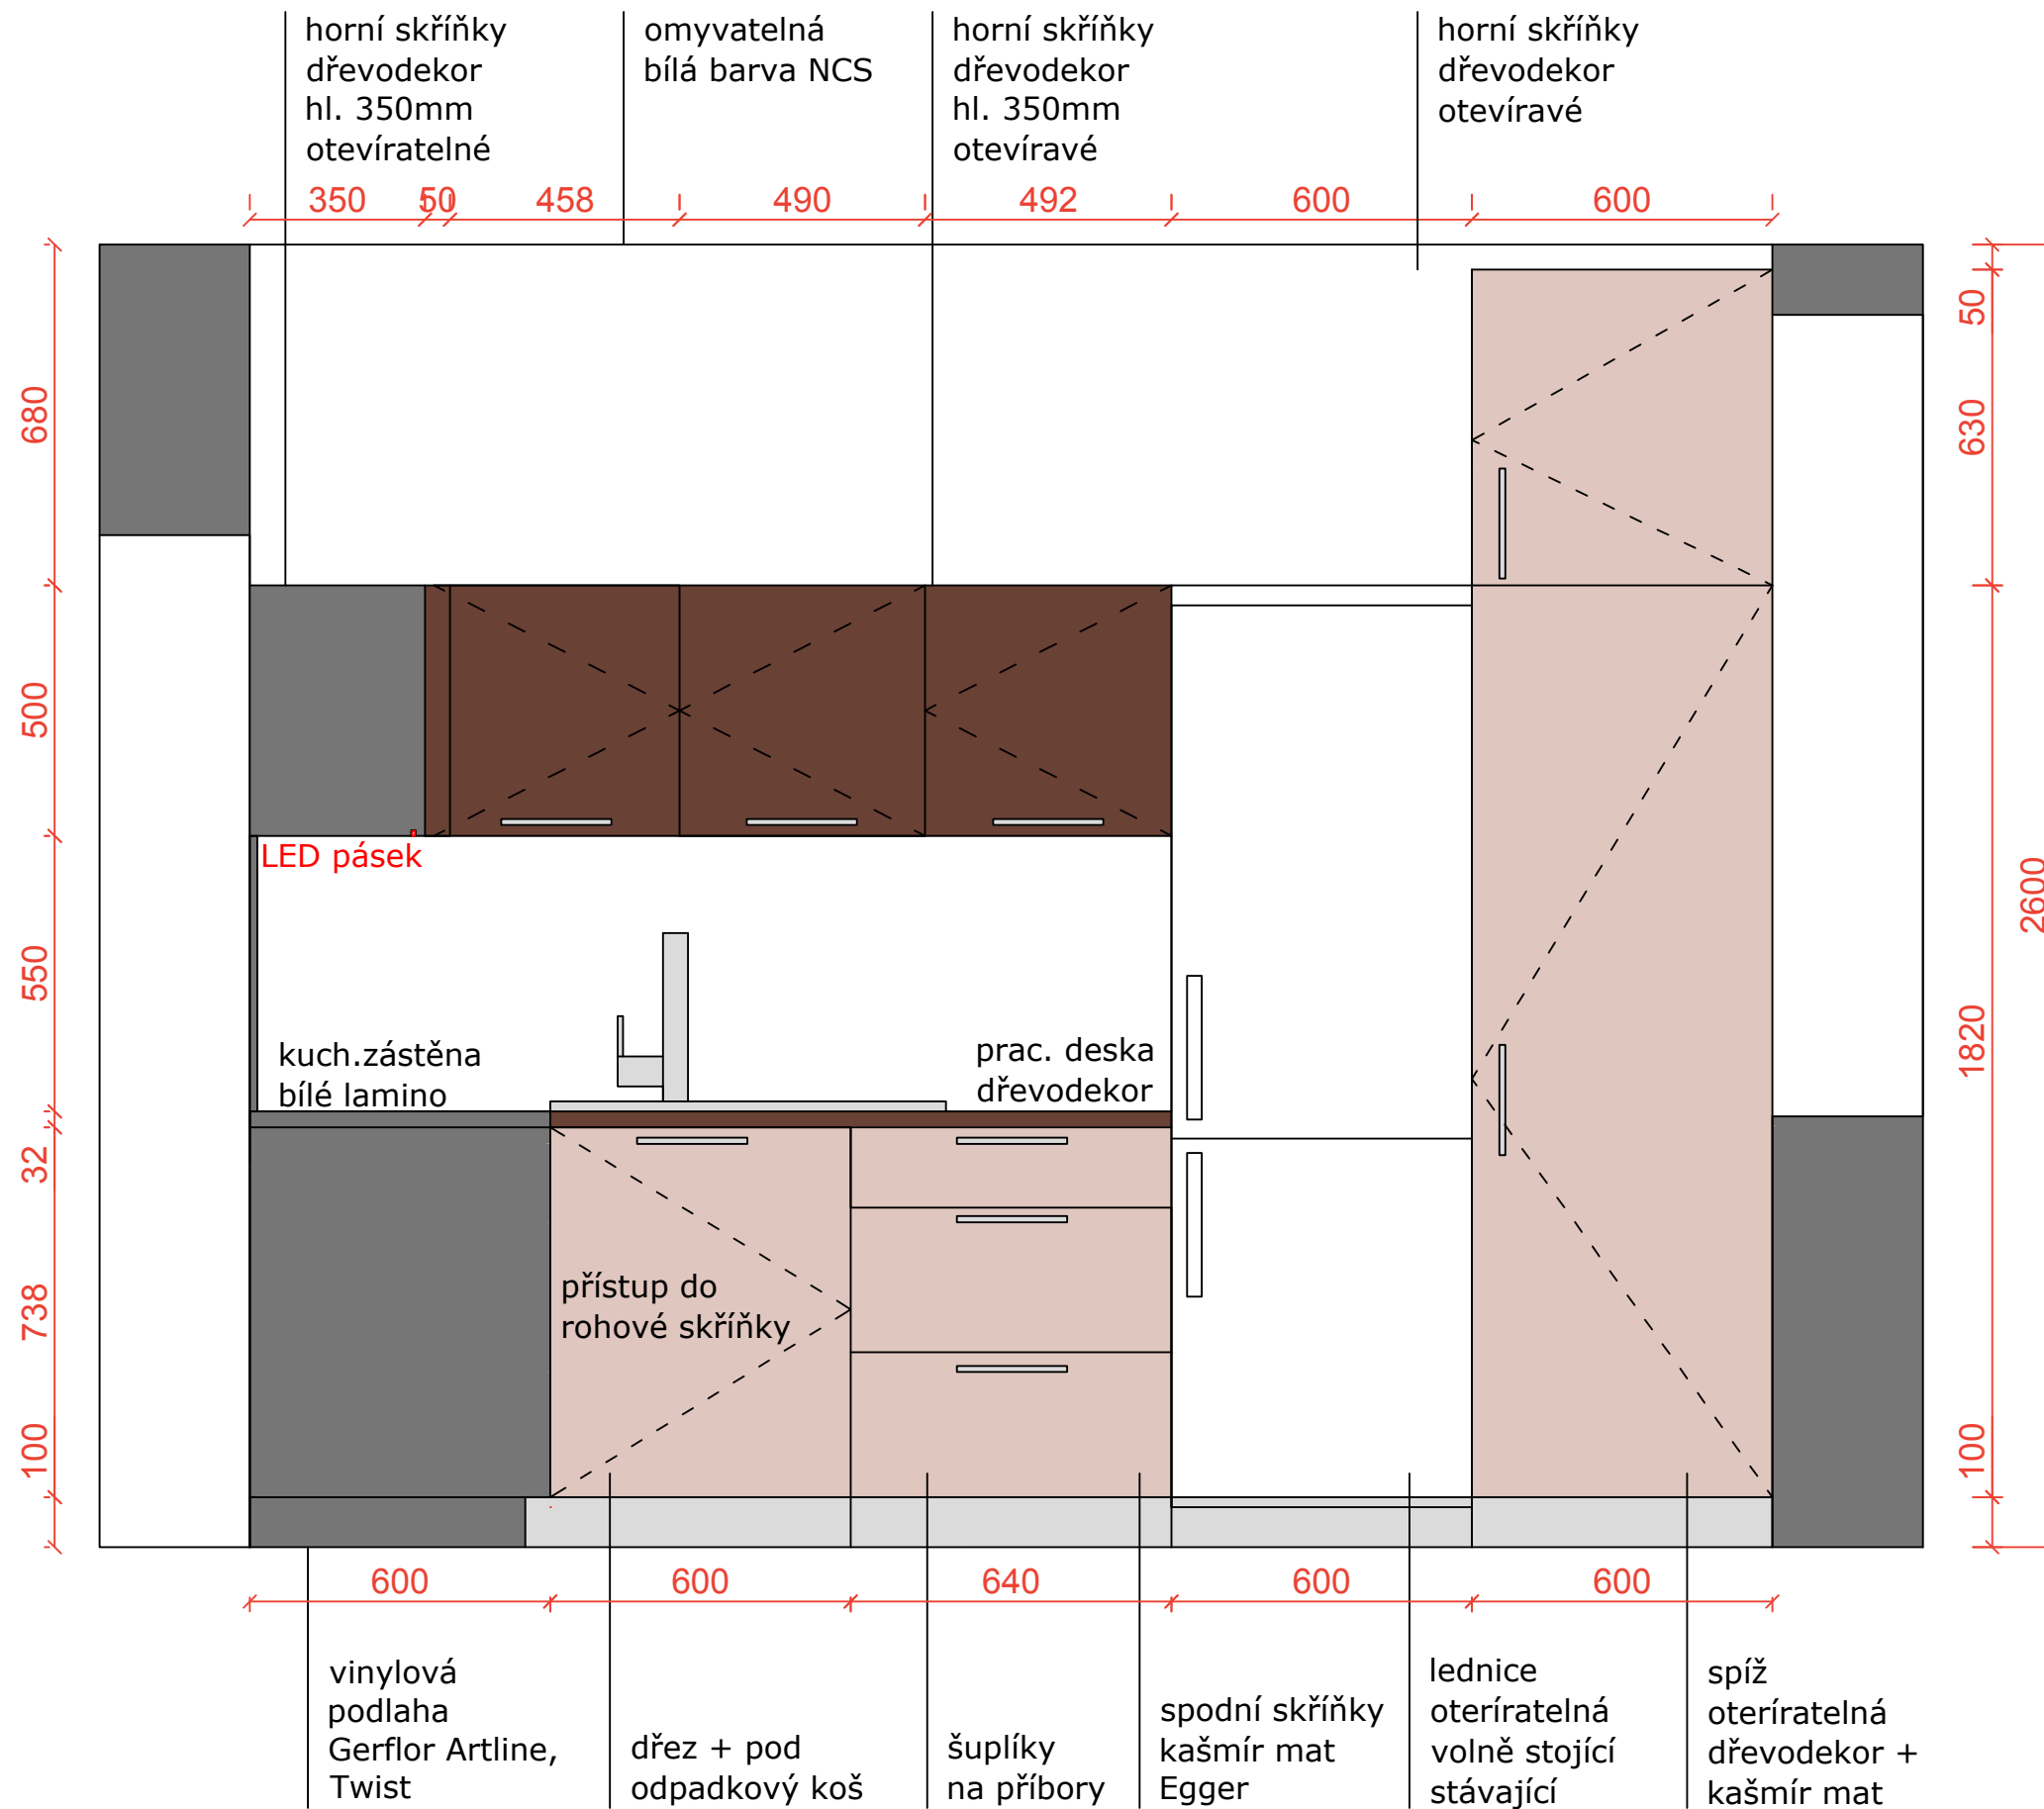 horní skříňky
dřevodekor
hl. 350mm
otevíratelné
omyvatelná
bílá barva NCS
horní skříňky
dřevodekor
hl. 350mm
otevíravé
horní skříňky
dřevodekor
otevíravé
350
50
458
490
492
600
600
680
500
550
32
738
100
50
630
1820
100
2600
LED pásek
kuch.zástěna
bílé lamino
prac. deska
dřevodekor
přístup do
rohové skříňky
600
600
640
600
600
vinylová
podlaha
Gerflor Artline,
Twist
dřez + pod
odpadkový koš
šuplíky
na příbory
spodní skříňky
kašmír mat
Egger
lednice
oteríratelná
volně stojící
stávající
spíž
oteríratelná
dřevodekor +
kašmír mat